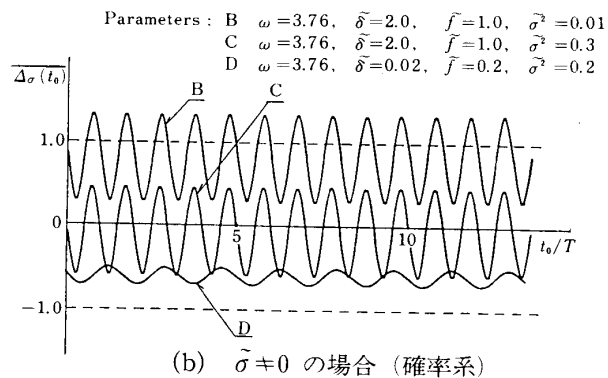 Parameters : B ω=3.76, δ̃=2.0, f̃=1.0, σ̃²=0.01
C ω=3.76, δ̃=2.0, f̃=1.0, σ̃²=0.3
D ω=3.76, δ̃=0.02, f̃=0.2, σ̃²=0.2
Δσ(t₀)
B
C
1.0
0
5
10
t₀/T
−1.0
D
(b) σ̃≠0 の場合 (確率系)